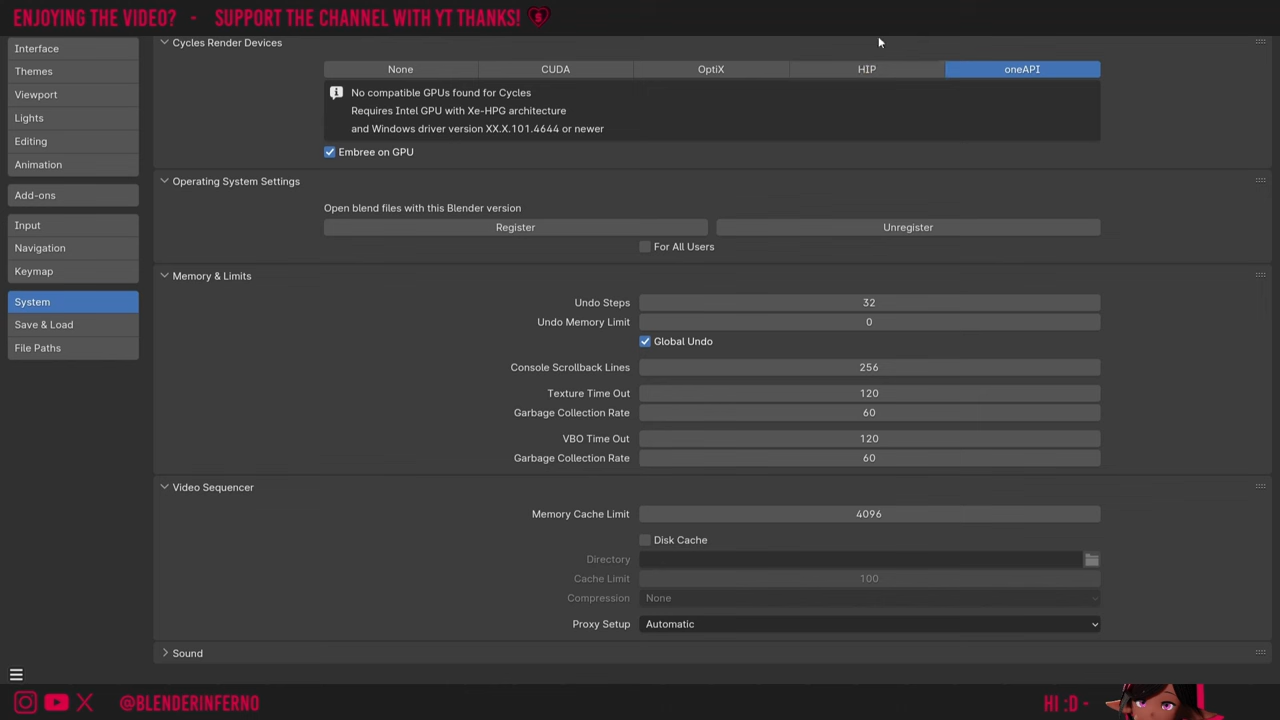 ENJOYING THE VIDEO? - SUPPORT THE CHANNEL WITH YT THANKS!
Interface
Themes
Viewport
Lights
Editing
Animation
Add-ons
Input
Navigation
Keymap
System
Save & Load
File Paths
Cycles Render Devices
None CUDA OptiX HIP oneAPI
No compatible GPUs found for Cycles
Requires Intel GPU with Xe-HPG architecture
and Windows driver version XX.X.101.4644 or newer
Embree on GPU
Operating System Settings
Open blend files with this Blender version
Register Unregister
For All Users
Memory & Limits
Undo Steps 32
Undo Memory Limit 0
Global Undo
Console Scrollback Lines 256
Texture Time Out 120
Garbage Collection Rate 60
VBO Time Out 120
Garbage Collection Rate 60
Video Sequencer
Memory Cache Limit 4096
Disk Cache
Directory
Cache Limit 100
Compression None
Proxy Setup Automatic
Sound
@BLENDERINFERNO
HI :D -